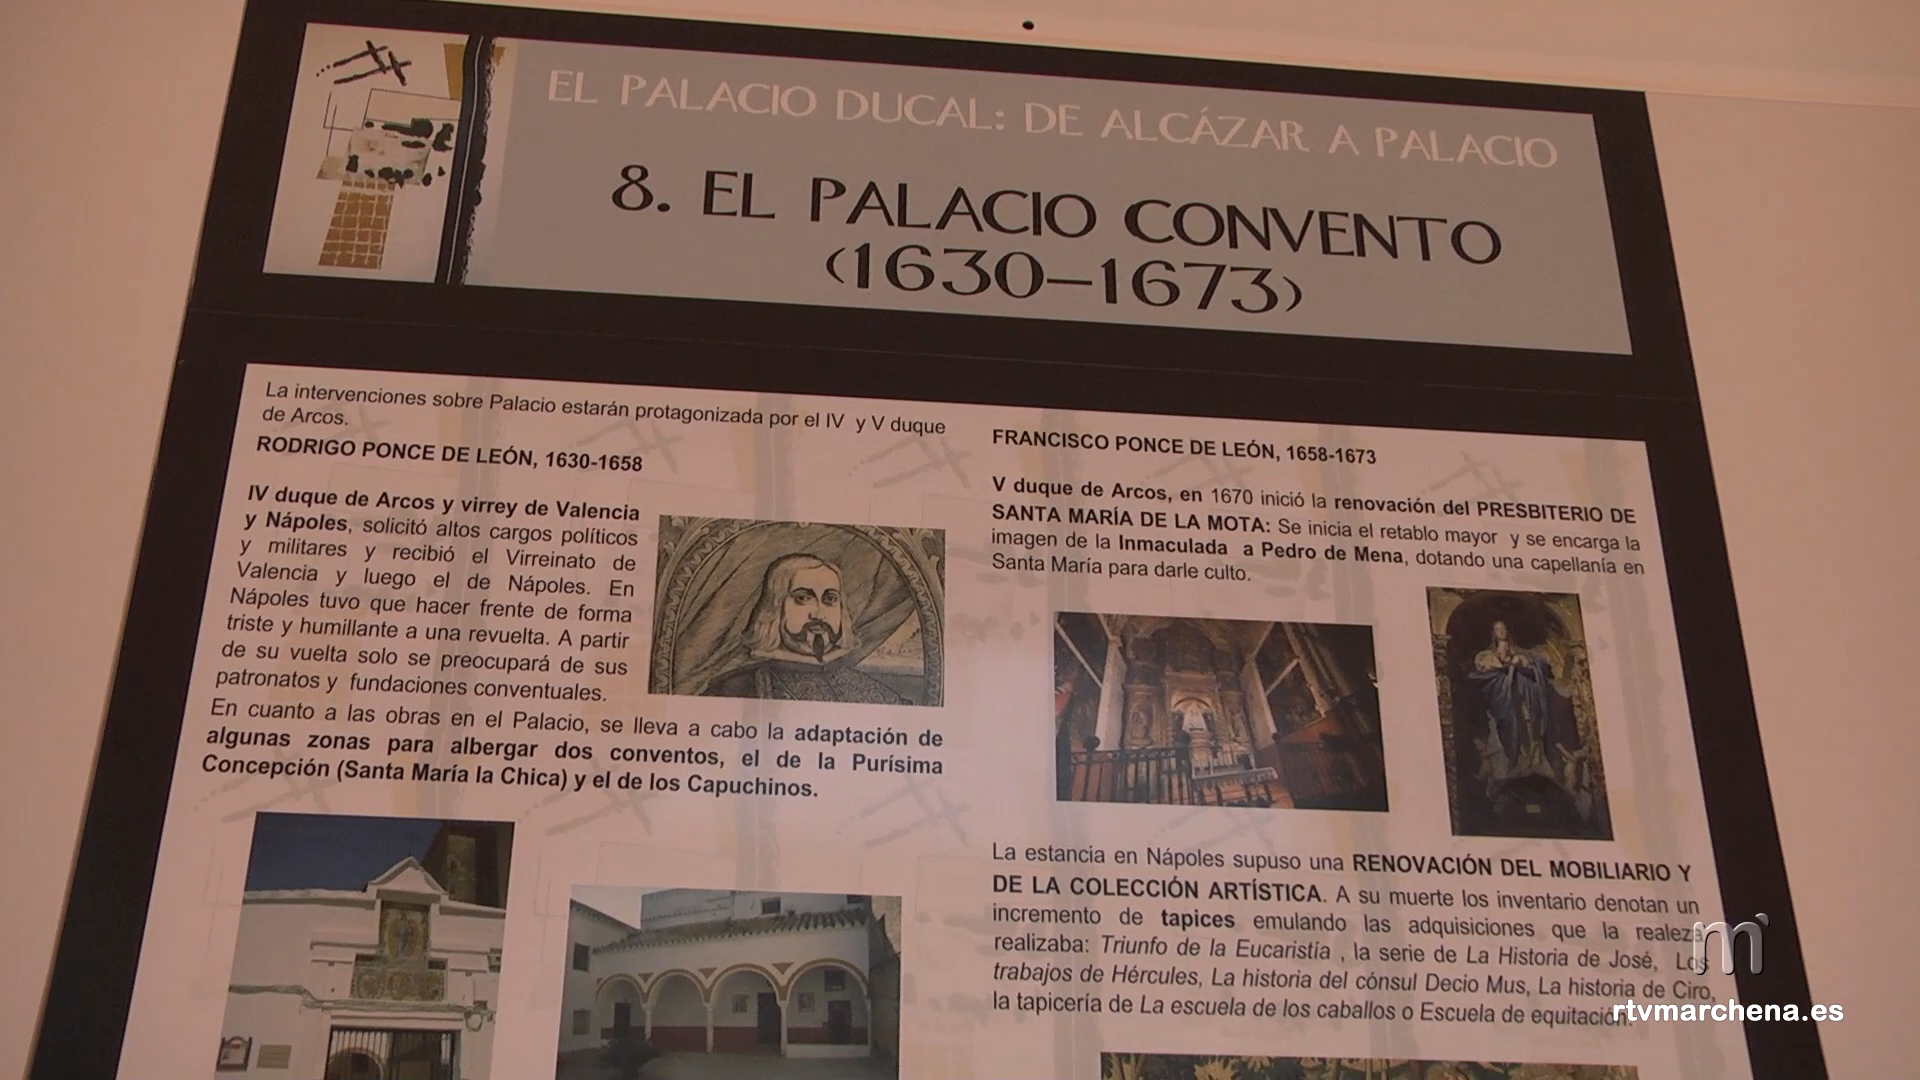 EL PALACIO DUCAL: DE ALCÁZAR A PALACIO
8. EL PALACIO CONVENTO
(1630-1673)
La intervenciones sobre Palacio estarán protagonizada por el IV y V duque
de Arcos.
RODRIGO PONCE DE LEÓN, 1630-1658
IV duque de Arcos y virrey de Valencia
y Nápoles, solicitó altos cargos políticos
y militares y recibió el Virreinato de
Valencia y luego el de Nápoles. En
Nápoles tuvo que hacer frente de forma
triste y humillante a una revuelta. A partir
de su vuelta solo se preocupará de sus
patronatos y fundaciones conventuales.
En cuanto a las obras en el Palacio, se lleva a cabo la adaptación de
algunas zonas para albergar dos conventos, el de la Purísima
Concepción (Santa María la Chica) y el de los Capuchinos.
FRANCISCO PONCE DE LEÓN, 1658-1673
V duque de Arcos, en 1670 inició la renovación del PRESBITERIO DE
SANTA MARÍA DE LA MOTA: Se inicia el retablo mayor y se encarga la
imagen de la Inmaculada a Pedro de Mena, dotando una capellanía en
Santa María para darle culto.
La estancia en Nápoles supuso una RENOVACIÓN DEL MOBILIARIO Y
DE LA COLECCIÓN ARTÍSTICA. A su muerte los inventario denotan un
incremento de tapices emulando las adquisiciones que la realeza
realizaba: Triunfo de la Eucaristía , la serie de La Historia de José, Los
trabajos de Hércules, La historia del cónsul Decio Mus, La historia de Ciro,
la tapicería de La escuela de los caballos o Escuela de equitación.
m
rtvmarchena.es